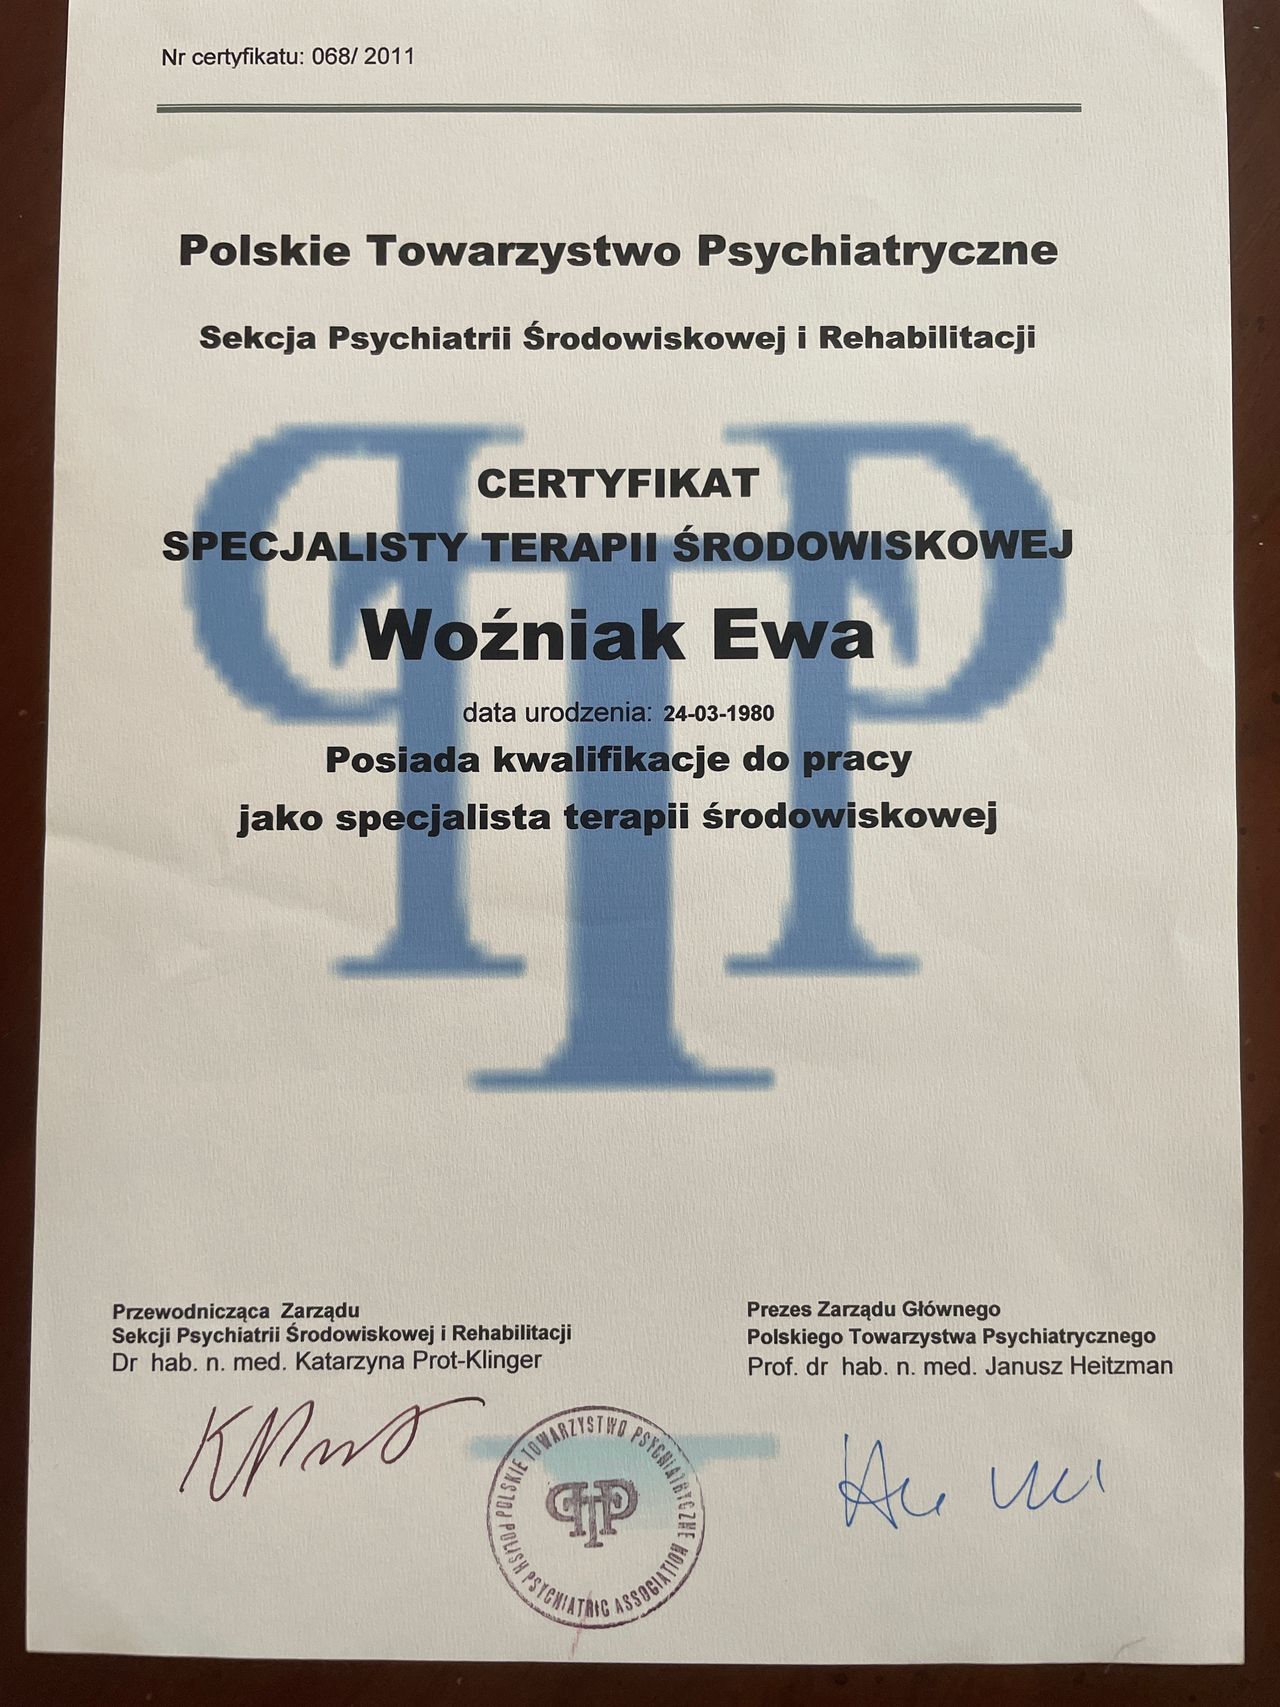 Nr certyfikatu: 068/ 2011
Polskie Towarzystwo Psychiatryczne
Sekcja Psychiatrii Środowiskowej i Rehabilitacji
CERTYFIKAT
SPECJALISTY TERAPII ŚRODOWISKOWEJ
Woźniak Ewa
data urodzenia: 24-03-1980
Posiada kwalifikacje do pracy
jako specjalista terapii środowiskowej
Przewodnicząca Zarządu
Sekcji Psychiatrii Środowiskowej i Rehabilitacji
Dr hab. n. med. Katarzyna Prot-Klinger
Prezes Zarządu Głównego
Polskiego Towarzystwa Psychiatrycznego
Prof. dr hab. n. med. Janusz Heitzman
POLSKIE TOWARZYSTWO PSYCHIATRYCZNE
POLISH PSYCHIATRIC ASSOCIATION
PTP